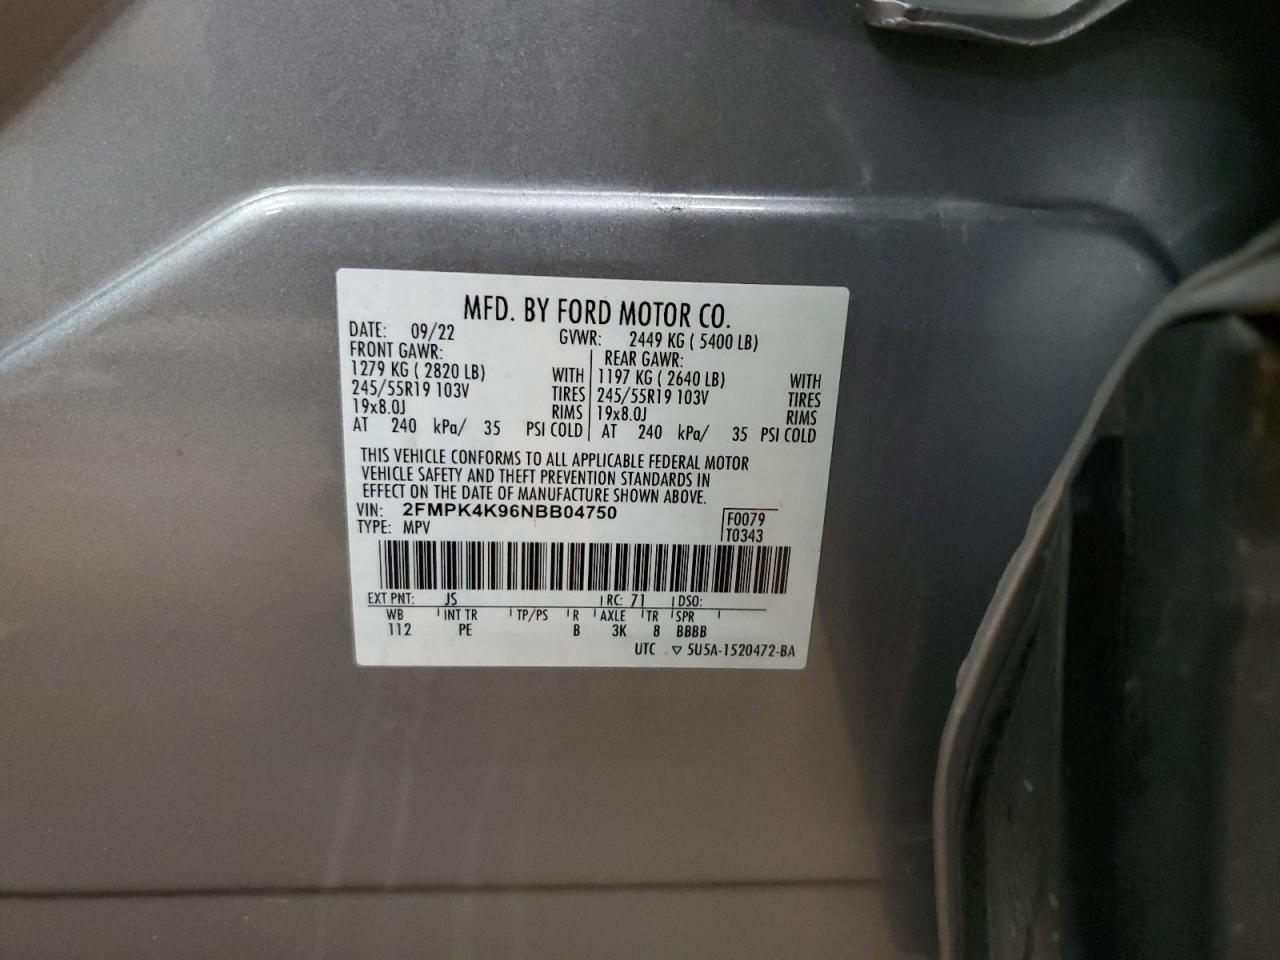 MFD. BY FORD MOTOR CO.
DATE: 09/22 GVWR: 2449 KG ( 5400 LB)
FRONT GAWR: REAR GAWR:
1279 KG ( 2820 LB) WITH 1197 KG ( 2640 LB) WITH
245/55R19 103V TIRES 245/55R19 103V TIRES
19x8.0J RIMS 19x8.0J RIMS
AT 240 kPa/ 35 PSI COLD AT 240 kPa/ 35 PSI COLD
THIS VEHICLE CONFORMS TO ALL APPLICABLE FEDERAL MOTOR
VEHICLE SAFETY AND THEFT PREVENTION STANDARDS IN
EFFECT ON THE DATE OF MANUFACTURE SHOWN ABOVE.
VIN: 2FMPK4K96NBB04750 F0079
TYPE: MPV T0343
EXT PNT: JS RC: 71 DSO:
WB INT TR TP/PS R AXLE TR SPR
112 PE B 3K 8 BBBB
UTC ▽ 5U5A-1520472-BA